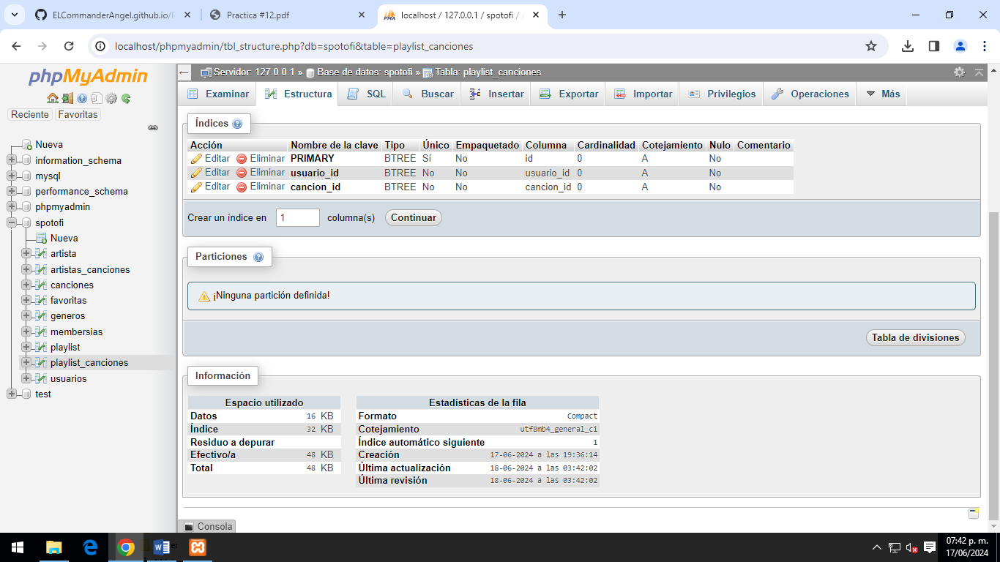 ELCommanderAngel.github.io/P
Practica #12.pdf
localhost / 127.0.0.1 / spotofi / p
localhost/phpmyadmin/tbl_structure.php?db=spotofi&table=playlist_canciones
phpMyAdmin
Reciente Favoritas
Nueva
information_schema
mysql
performance_schema
phpmyadmin
spotofi
Nueva
artista
artistas_canciones
canciones
favoritas
generos
membersias
playlist
playlist_canciones
usuarios
test
Servidor: 127.0.0.1 » Base de datos: spotofi » Tabla: playlist_canciones
Examinar Estructura SQL Buscar Insertar Exportar Importar Privilegios Operaciones Más
Índices
Acción Nombre de la clave Tipo Único Empaquetado Columna Cardinalidad Cotejamiento Nulo Comentario
Editar Eliminar PRIMARY BTREE Sí No id 0 A No
Editar Eliminar usuario_id BTREE No No usuario_id 0 A No
Editar Eliminar cancion_id BTREE No No cancion_id 0 A No
Crear un índice en 1 columna(s) Continuar
Particiones
¡Ninguna partición definida!
Tabla de divisiones
Información
Espacio utilizado
Datos 16 KB
Índice 32 KB
Residuo a depurar
Efectivo/a 48 KB
Total 48 KB
Estadísticas de la fila
Formato Compact
Cotejamiento utf8mb4_general_ci
Índice automático siguiente 1
Creación 17-06-2024 a las 19:36:14
Última actualización 18-06-2024 a las 03:42:02
Última revisión 18-06-2024 a las 03:42:02
Consola
07:42 p. m.
17/06/2024